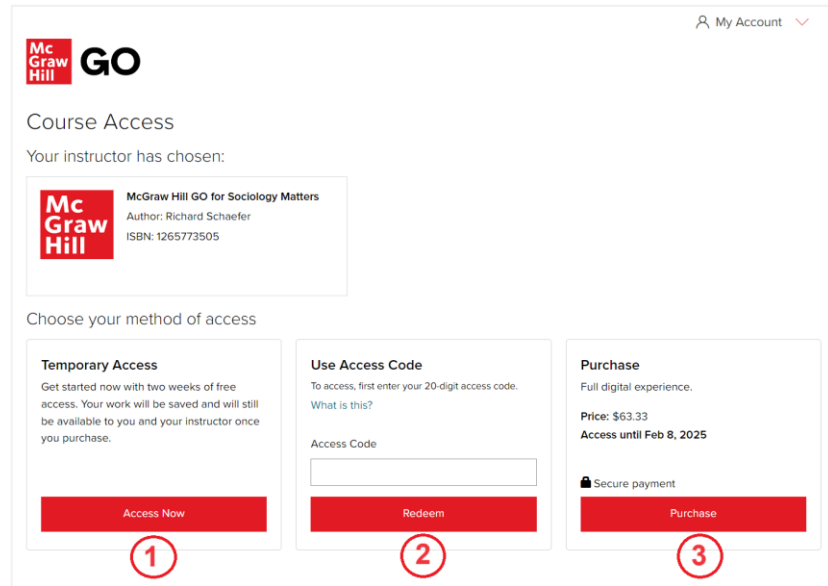 My Account
Mc
Graw
Hill
GO
Course Access
Your instructor has chosen:
Mc
Graw
Hill
McGraw Hill GO for Sociology Matters
Author: Richard Schaefer
ISBN: 1265773505
Choose your method of access
Temporary Access
Get started now with two weeks of free
access. Your work will be saved and will still
be available to you and your instructor once
you purchase.
Access Now
1
Use Access Code
To access, first enter your 20-digit access code.
What is this?
Access Code
Redeem
2
Purchase
Full digital experience.
Price: $63.33
Access until Feb 8, 2025
Secure payment
Purchase
3